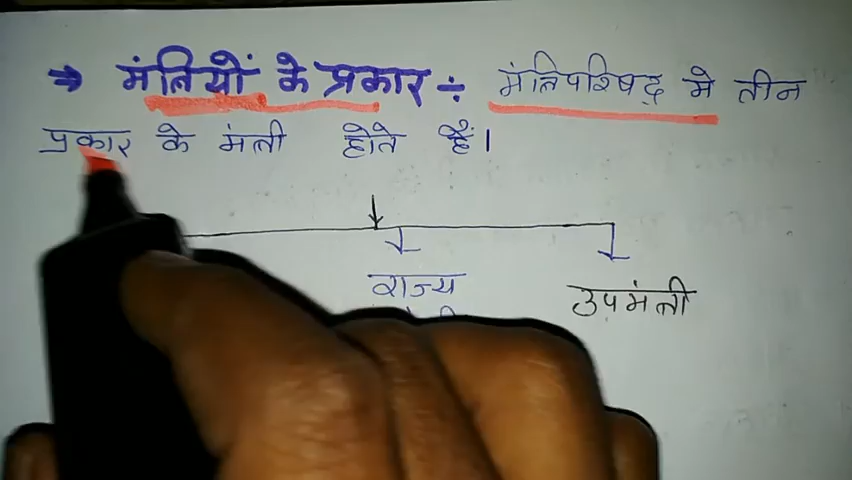 → मंत्रियों के प्रकार ÷ मंत्रिपरिषद् मे तीन
प्रकार के मंत्री होते हैं।
राज्य उपमंत्री